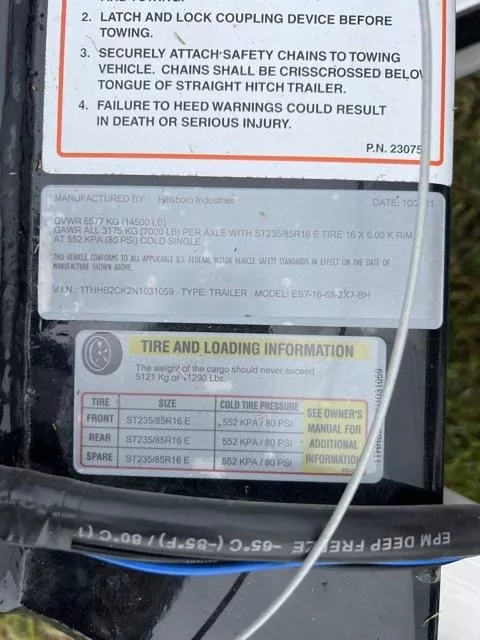 2. LATCH AND LOCK COUPLING DEVICE BEFORE
TOWING.
3. SECURELY ATTACH SAFETY CHAINS TO TOWING
VEHICLE. CHAINS SHALL BE CRISSCROSSED BELOW
TONGUE OF STRAIGHT HITCH TRAILER.
4. FAILURE TO HEED WARNINGS COULD RESULT
IN DEATH OR SERIOUS INJURY.
P.N. 23075
MANUFACTURED BY: Hillsboro Industries DATE: 10/2021
GVWR 6577 KG (14500 LB)
GAWR ALL 3175 KG (7000 LB) PER AXLE WITH ST235/85R16 E TIRE 16 X 6.00 K RIM
AT 552 KPA (80 PSI) COLD SINGLE
THIS VEHICLE CONFORMS TO ALL APPLICABLE U.S. FEDERAL MOTOR VEHICLE SAFETY STANDARDS IN EFFECT ON THE DATE OF
MANUFACTURE SHOWN ABOVE.
V.I.N.: 1THHB2CK2N1031059 - TYPE: TRAILER - MODEL: ES7-16-68-2X7-BH
TIRE AND LOADING INFORMATION
The weight of the cargo should never exceed
5121 Kg or 11290 Lbs.
TIRE SIZE COLD TIRE PRESSURE
FRONT ST235/85R16 E 552 KPA / 80 PSI
REAR ST235/85R16 E 552 KPA / 80 PSI
SPARE ST235/85R16 E 552 KPA / 80 PSI
SEE OWNER'S
MANUAL FOR
ADDITIONAL
INFORMATION
EPM DEEP FREEZE -65°C (-85°F) / 80°C (1